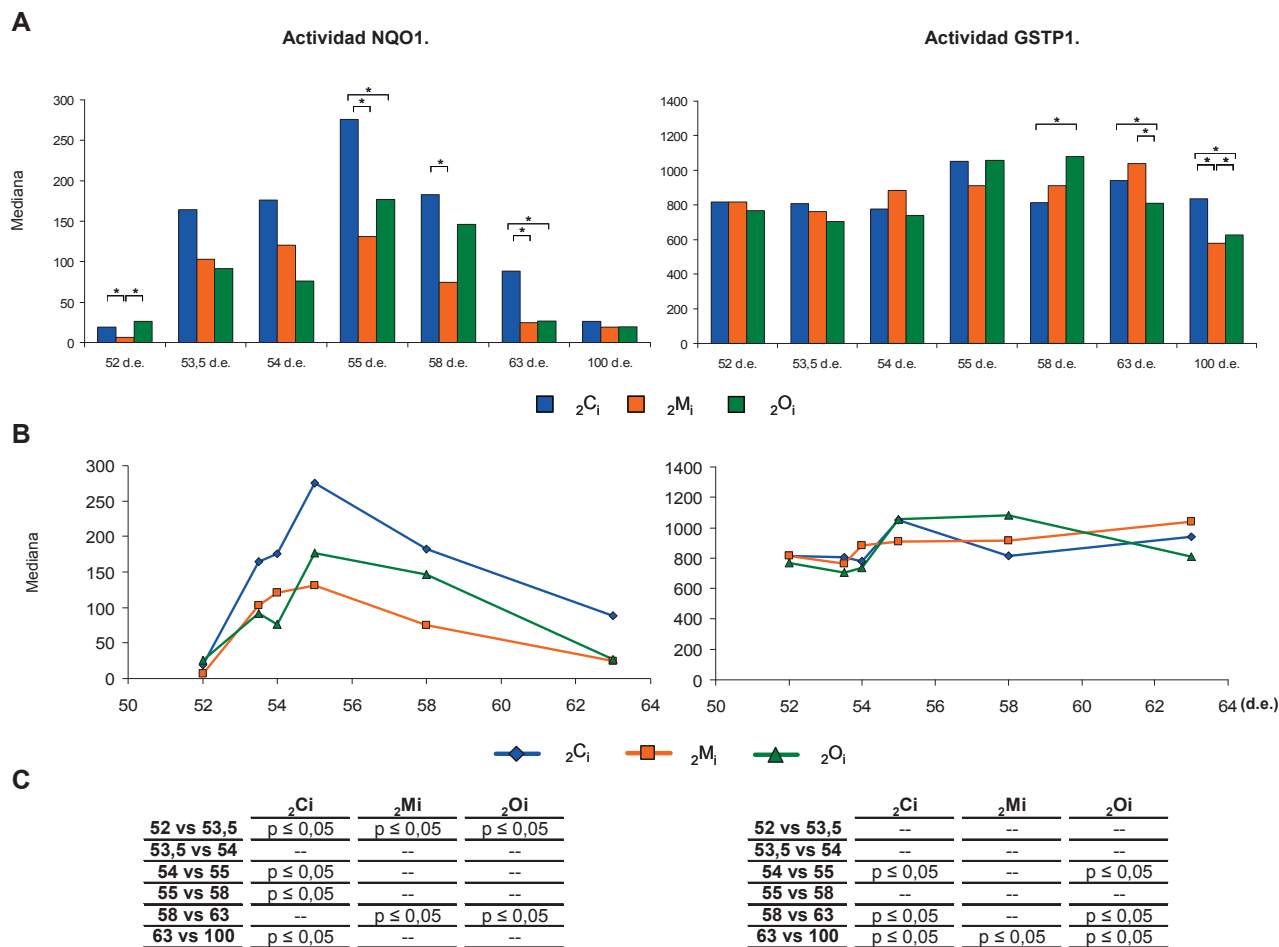 A
Actividad NQO1. Actividad GSTP1.
Mediana
300
250
200
150
100
50
0
* * * * * * * *
52 d.e. 53,5 d.e. 54 d.e. 55 d.e. 58 d.e. 63 d.e. 100 d.e.
1400
1200
1000
800
600
400
200
0
* * * * * *
52 d.e. 53,5 d.e. 54 d.e. 55 d.e. 58 d.e. 63 d.e. 100 d.e.
2Ci 2Mi 2Oi
B
Mediana
300
250
200
150
100
50
0
50 52 54 56 58 60 62 64
1400
1200
1000
800
600
400
200
0
50 52 54 56 58 60 62 64 (d.e.)
2Ci 2Mi 2Oi
C
2Ci 2Mi 2Oi
52 vs 53,5 p ≤ 0,05 p ≤ 0,05 p ≤ 0,05
53,5 vs 54 -- -- --
54 vs 55 p ≤ 0,05 -- --
55 vs 58 p ≤ 0,05 -- --
58 vs 63 -- p ≤ 0,05 p ≤ 0,05
63 vs 100 p ≤ 0,05 -- --
2Ci 2Mi 2Oi
52 vs 53,5 -- -- --
53,5 vs 54 -- -- --
54 vs 55 p ≤ 0,05 -- p ≤ 0,05
55 vs 58 -- -- --
58 vs 63 p ≤ 0,05 -- p ≤ 0,05
63 vs 100 p ≤ 0,05 p ≤ 0,05 p ≤ 0,05